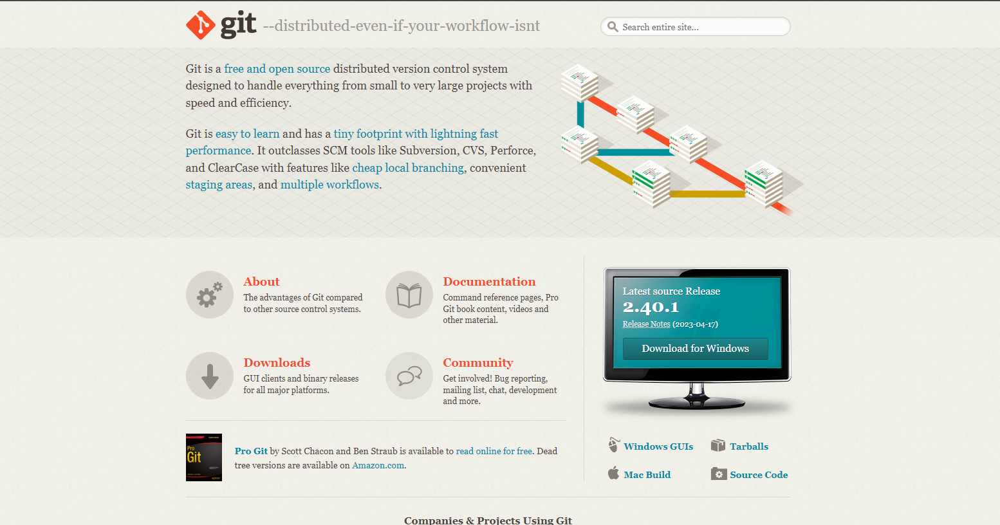 git --distributed-even-if-your-workflow-isnt
Search entire site...
Git is a free and open source distributed version control system
designed to handle everything from small to very large projects with
speed and efficiency.
Git is easy to learn and has a tiny footprint with lightning fast
performance. It outclasses SCM tools like Subversion, CVS, Perforce,
and ClearCase with features like cheap local branching, convenient
staging areas, and multiple workflows.
About
The advantages of Git compared
to other source control systems.
Documentation
Command reference pages, Pro
Git book content, videos and
other material.
Downloads
GUI clients and binary releases
for all major platforms.
Community
Get involved! Bug reporting,
mailing list, chat, development
and more.
Pro
Git
Pro Git by Scott Chacon and Ben Straub is available to read online for free. Dead
tree versions are available on Amazon.com.
Latest source Release
2.40.1
Release Notes (2023-04-17)
Download for Windows
Windows GUIs
Tarballs
Mac Build
Source Code
Companies & Projects Using Git